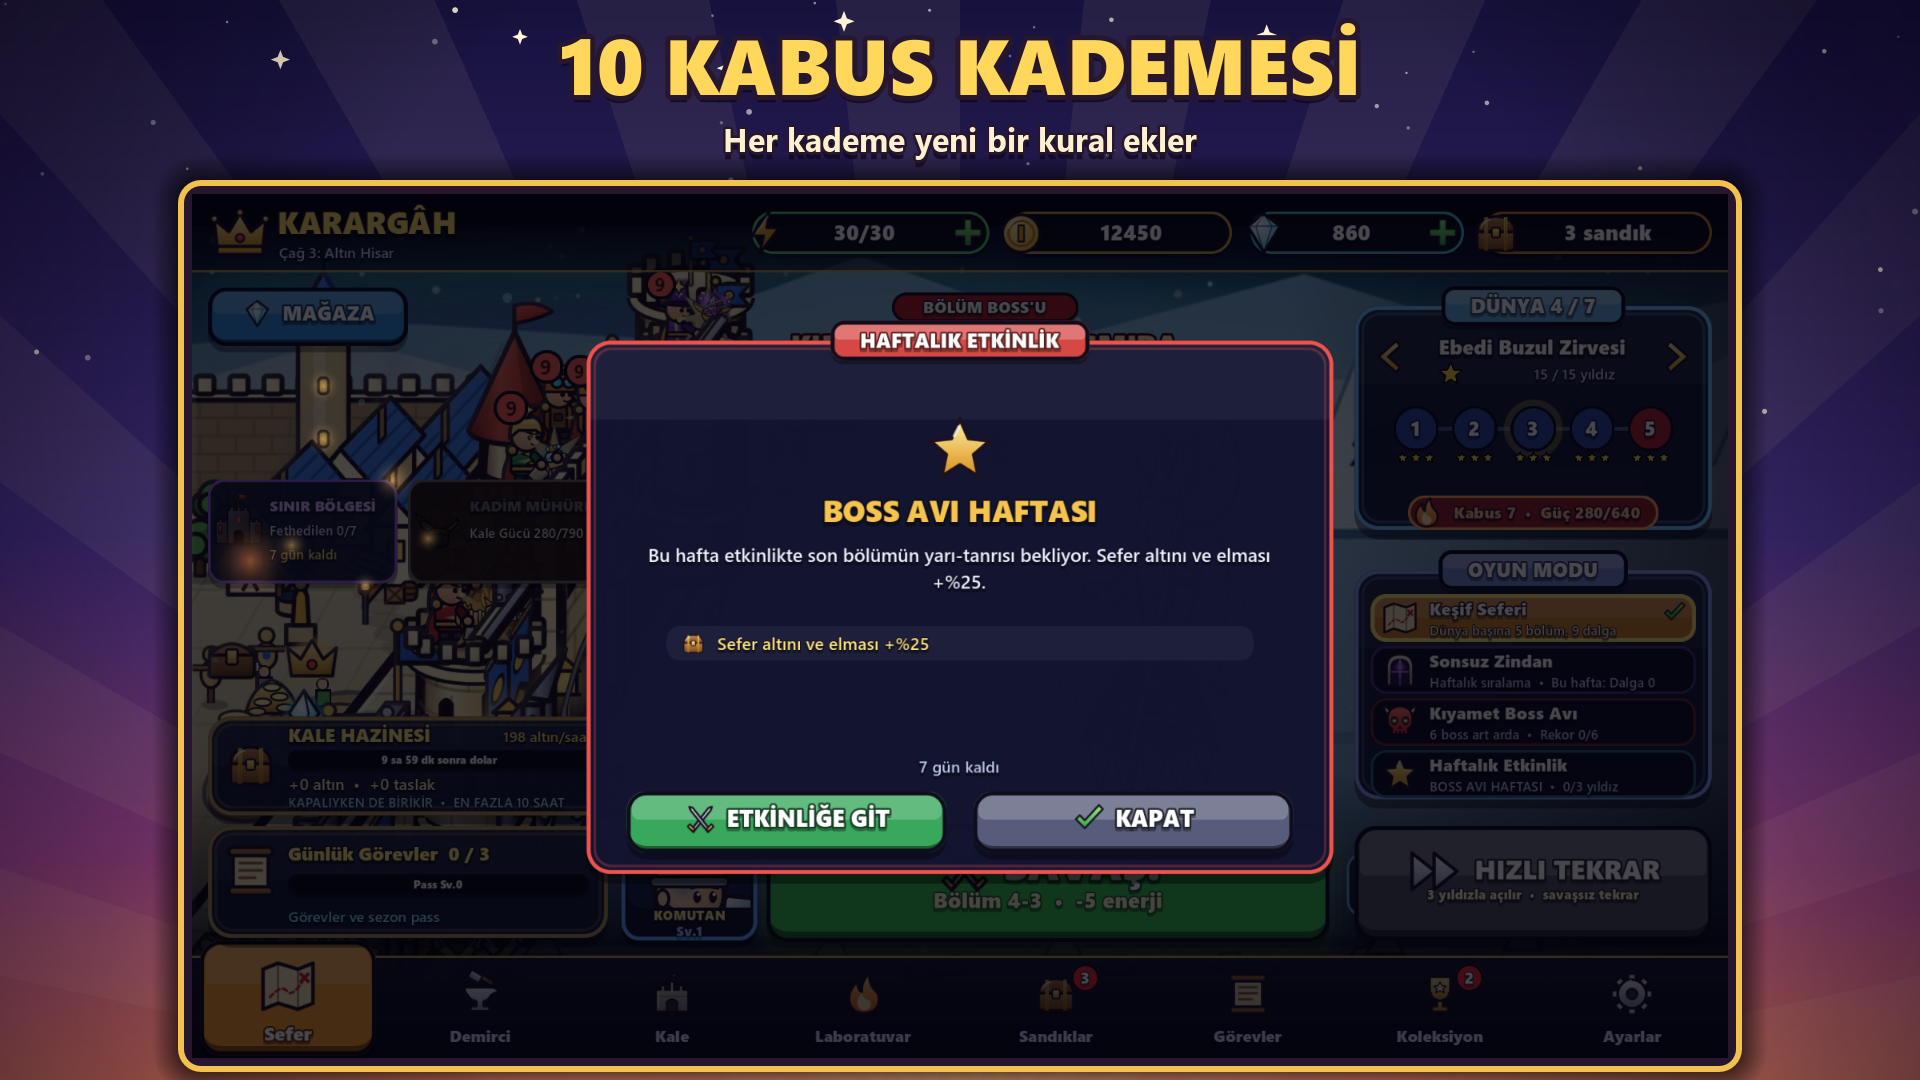 10 KABUS KADEMESİ
Her kademe yeni bir kural ekler
KARARGÂH
Çağ 3: Altın Hisar
30/30
12450
860
3 sandık
MAĞAZA
9
9
9
9
BÖLÜM BOSS'U
DÜNYA 4 / 7
Ebedi Buzul Zirvesi
15 / 15 yıldız
1
2
3
4
5
Kabus 7 • Güç 280/640
SINIR BÖLGESİ
Fethedilen 0/7
7 gün kaldı
KADİM MÜHÜR
Kale Gücü 280/790
HAFTALIK ETKİNLİK
BOSS AVI HAFTASI
Bu hafta etkinlikte son bölümün yarı-tanrısı bekliyor. Sefer altını ve elması
+%25.
Sefer altını ve elması +%25
7 gün kaldı
ETKİNLİĞE GİT
KAPAT
OYUN MODU
Keşif Seferi
Dünya başına 5 bölüm, 9 dalga
Sonsuz Zindan
Haftalık sıralama • Bu hafta: Dalga 0
Kıyamet Boss Avı
6 boss art arda • Rekor 0/6
Haftalık Etkinlik
BOSS AVI HAFTASI • 0/3 yıldız
KALE HAZİNESİ
198 altın/saa
9 sa 59 dk sonra dolar
+0 altın • +0 taslak
KAPALIYKEN DE BİRİKİR • EN FAZLA 10 SAAT
Günlük Görevler 0 / 3
Pass Sv.0
Görevler ve sezon pass
KOMUTAN
Sv.1
Bölüm 4-3 • -5 enerji
HIZLI TEKRAR
3 yıldızla açılır • savaşsız tekrar
Sefer
Demirci
Kale
Laboratuvar
3
Sandıklar
Görevler
2
Koleksiyon
Ayarlar